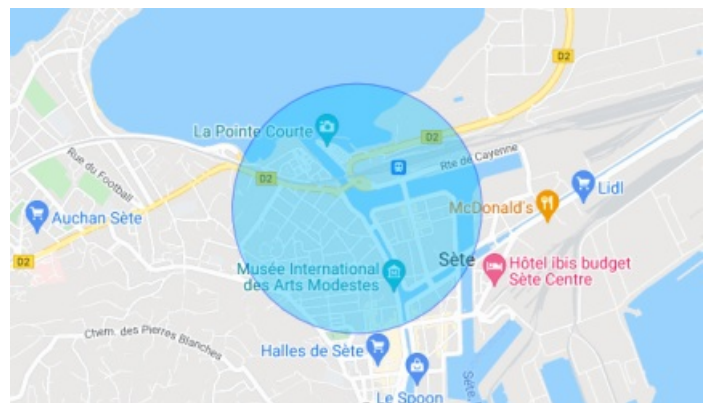 D2
La Pointe Courte
D2
Rte de Cayenne
Rue du Football
D2
Lidl
McDonald's
Auchan Sète
D2
Sète
Musée International
des Arts Modestes
Hôtel ibis budget
Sète Centre
Chem. des Pierres Blanches
Halles de Sète
Le Spoon
Sète,